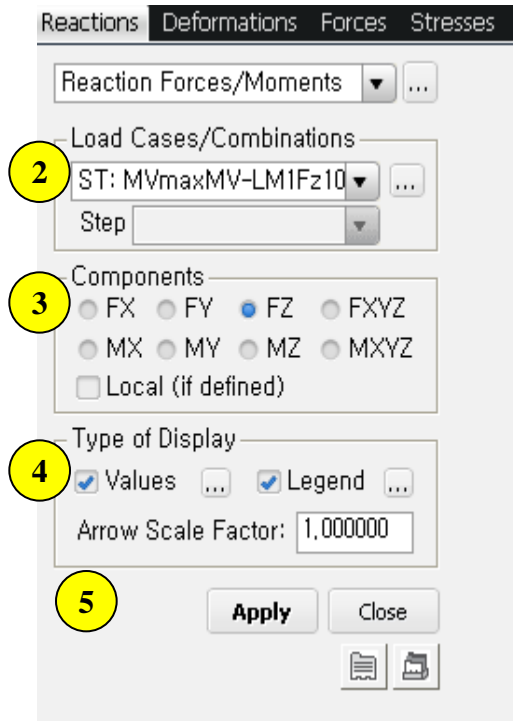 Reactions Deformations Forces Stresses
Reaction Forces/Moments ...
Load Cases/Combinations
2 ST: MVmaxMV-LM1Fz10 ...
Step
Components
3 FX FY FZ FXYZ
MX MY MZ MXYZ
Local (if defined)
Type of Display
4 Values ... Legend ...
Arrow Scale Factor: 1,000000
5 Apply Close